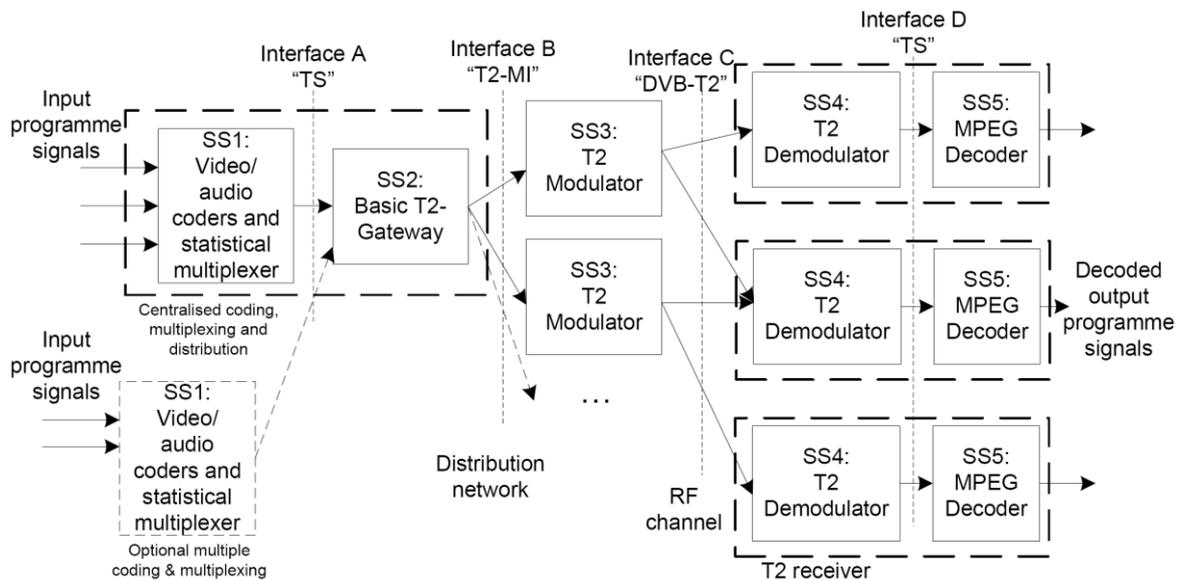 Interface A
“TS”
Interface B
“T2-MI”
Interface C
“DVB-T2”
Interface D
“TS”
Input
programme
signals
SS1:
Video/
audio
coders and
statistical
multiplexer
SS2:
Basic T2-
Gateway
Centralised coding,
multiplexing and
distribution
Input
programme
signals
SS1:
Video/
audio
coders and
statistical
multiplexer
Optional multiple
coding & multiplexing
SS3:
T2
Modulator
SS3:
T2
Modulator
...
Distribution
network
RF
channel
SS4:
T2
Demodulator
SS5:
MPEG
Decoder
SS4:
T2
Demodulator
SS5:
MPEG
Decoder
Decoded
output
programme
signals
SS4:
T2
Demodulator
SS5:
MPEG
Decoder
T2 receiver